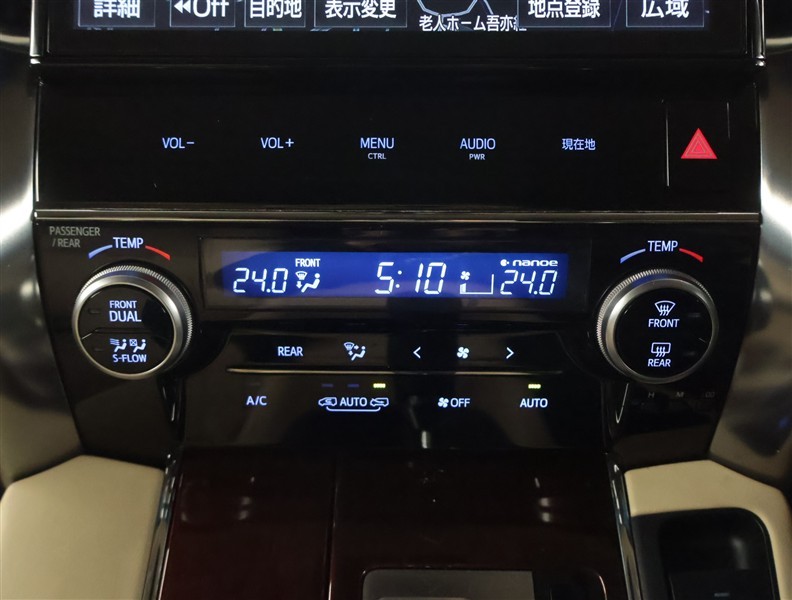 詳細 ◀◀Off 目的地 表示変更 地点登録 広域
老人ホーム吾亦紅
VOL− VOL+ MENU AUDIO 現在地
CTRL PWR
PASSENGER
/ REAR
TEMP TEMP
FRONT nanoe
24.0 5:10 24.0
FRONT
DUAL
S-FLOW
FRONT
REAR
REAR < >
A/C AUTO OFF AUTO
H M